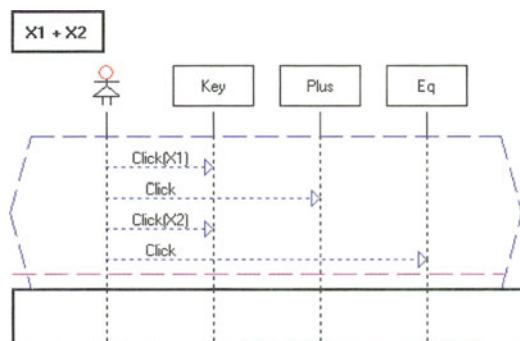 X1 + X2
Key Plus Eq
Click(X1)
Click
Click(X2)
Click